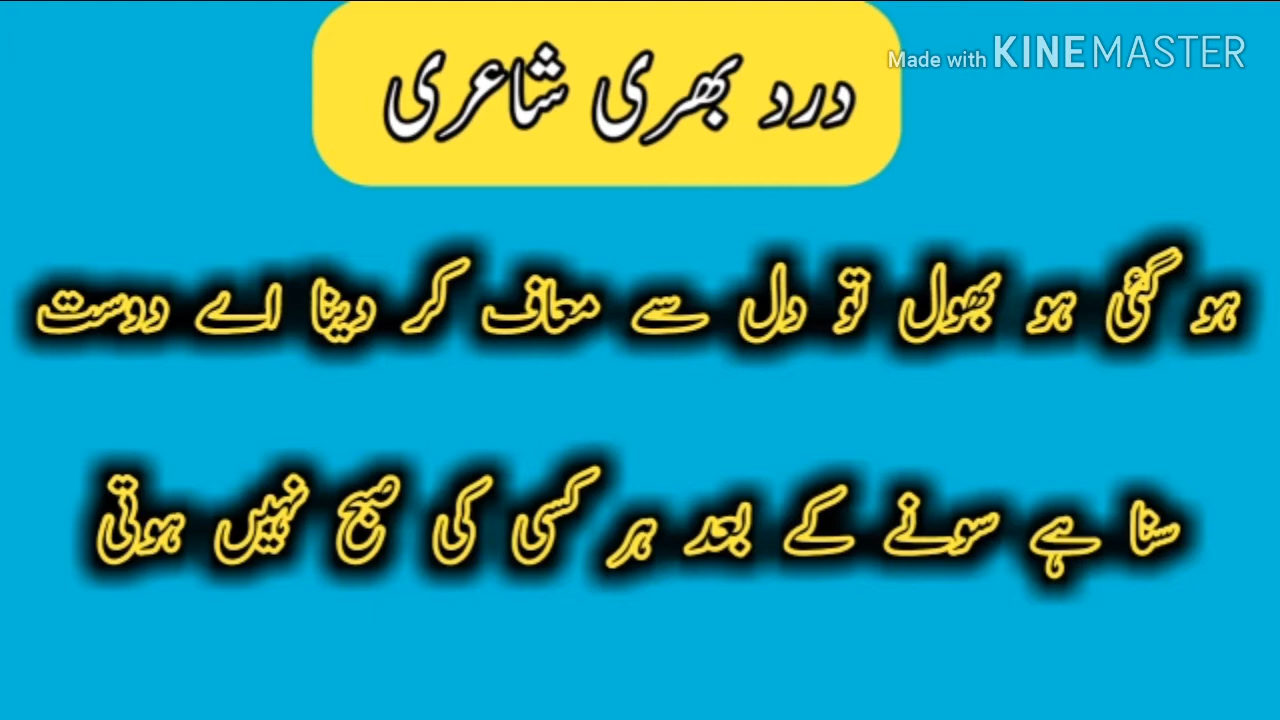 Made with KINEMASTER
درد بھری شاعری
ہو گئی ہو بھول تو دل سے معاف کر دینا اے دوست
سنا ہے سونے کے بعد ہر کسی کی صبح نہیں ہوتی